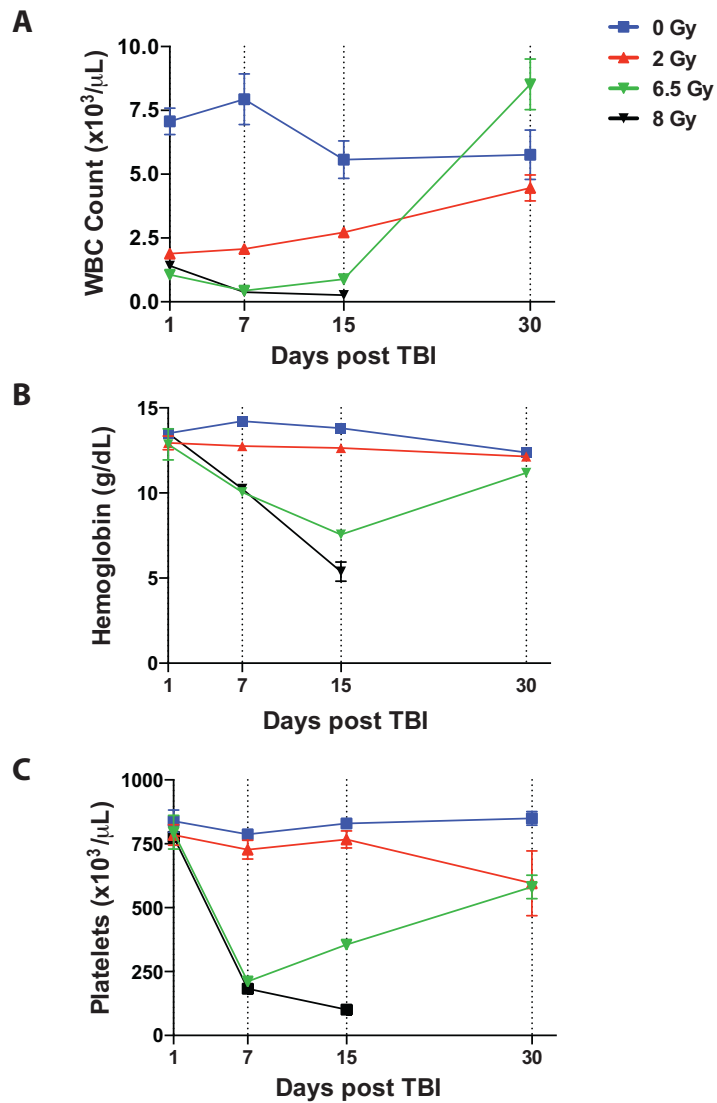 A
0 Gy
2 Gy
6.5 Gy
8 Gy
WBC Count (x10³/μL)
10.0
7.5
5.0
2.5
0.0
1 7 15 30
Days post TBI
B
Hemoglobin (g/dL)
15
10
5
0
1 7 15 30
Days post TBI
C
Platelets (x10³/μL)
1000
750
500
250
0
1 7 15 30
Days post TBI